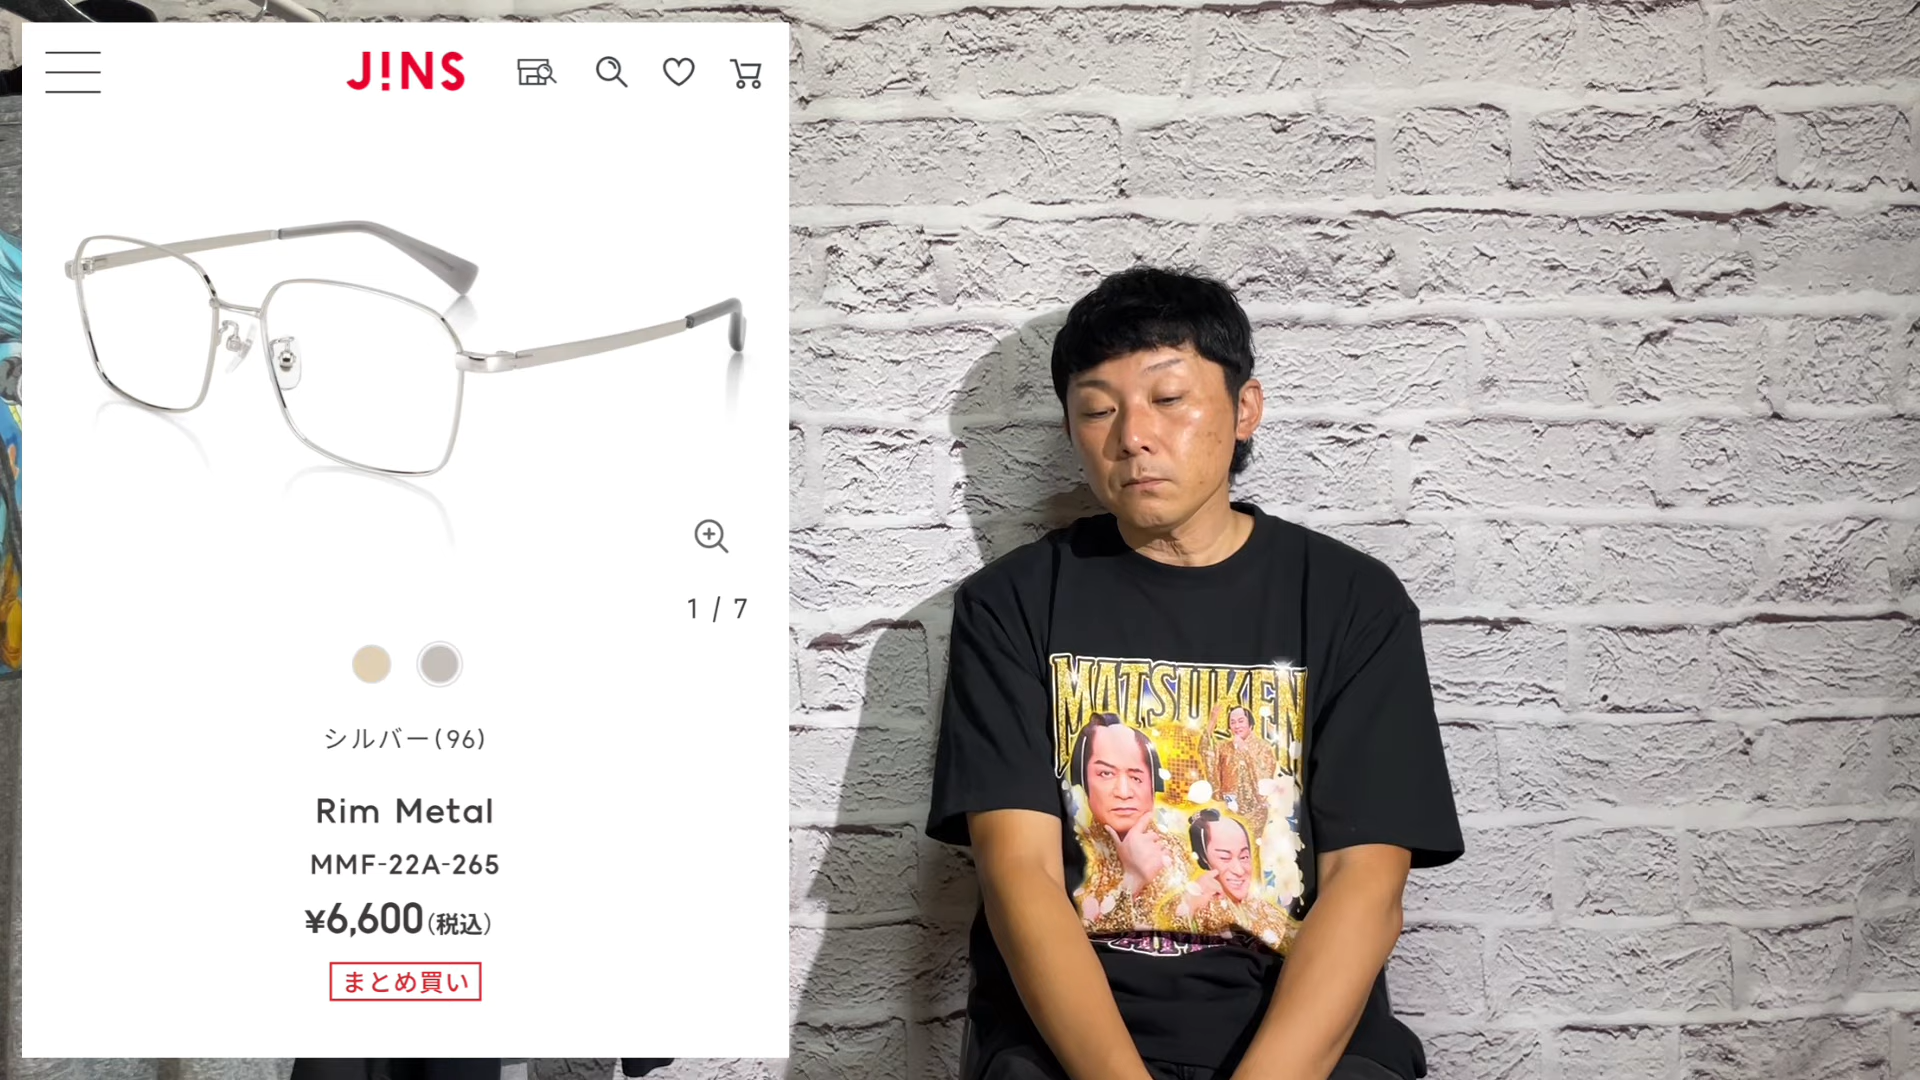 JINS
1 / 7
シルバー(96)
Rim Metal
MMF-22A-265
¥6,600(税込)
まとめ買い
MATSUKEN